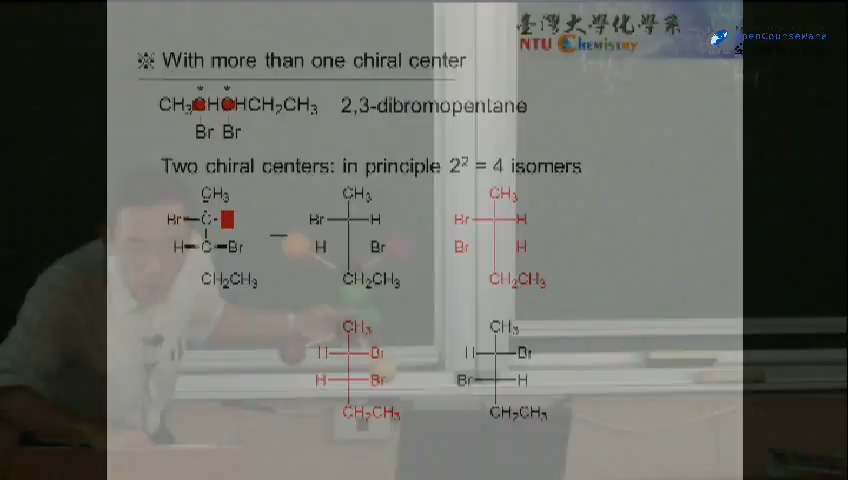 臺灣大學化學系
NTU Chemistry
OpenCourseware
※ With more than one chiral center
* *
CH3CHCHCH2CH3 2,3-dibromopentane
Br Br
Two chiral centers: in principle 2² = 4 isomers
CH3 CH3 CH3
Br C Br H Br H
H C Br H Br Br H
CH2CH3 CH2CH3 CH2CH3
CH3 CH3
H Br H Br
H Br Br H
CH2CH3 CH2CH3